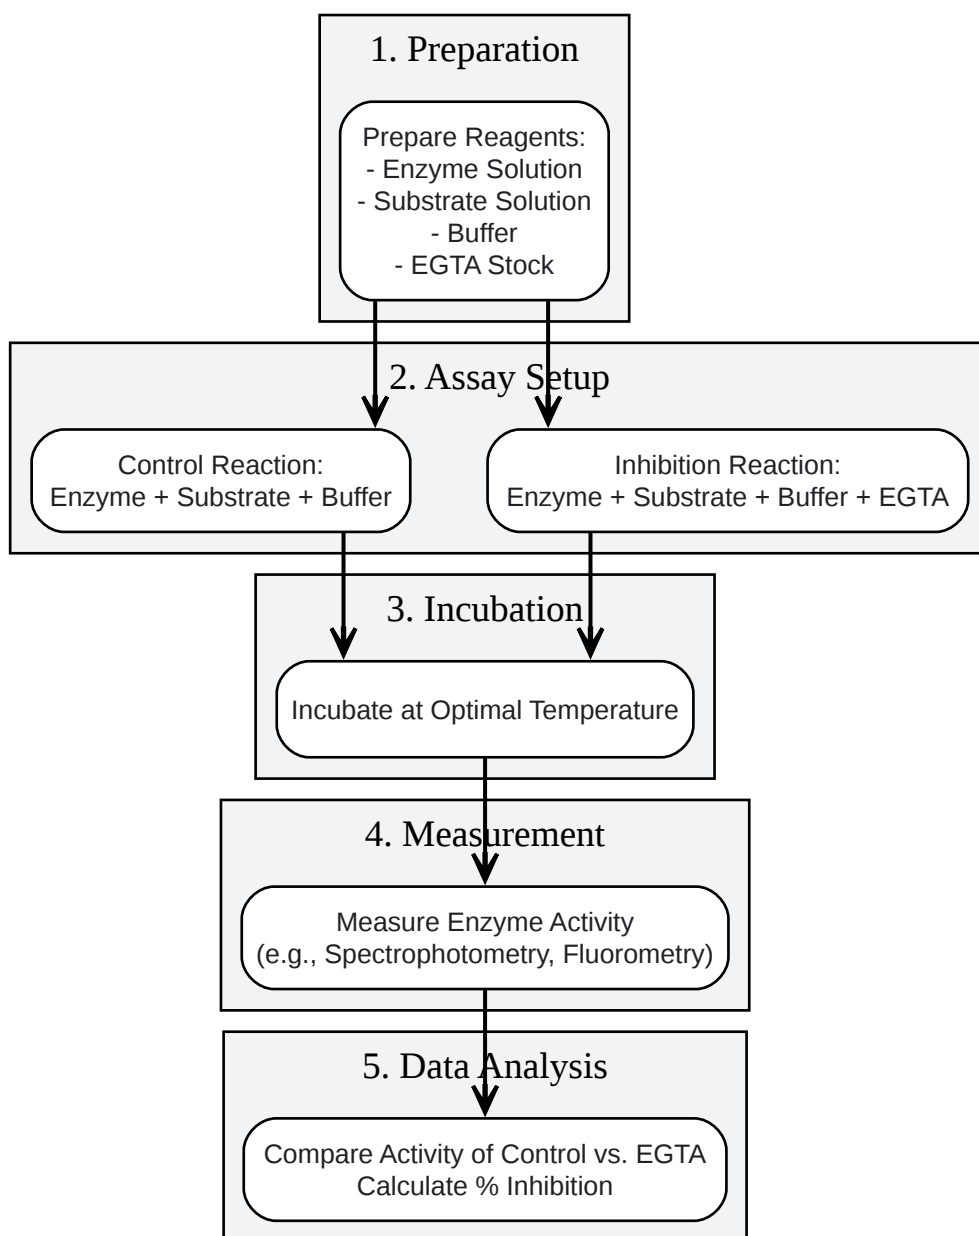 1. Preparation
Prepare Reagents:
- Enzyme Solution
- Substrate Solution
- Buffer
- EGTA Stock
2. Assay Setup
Control Reaction:
Enzyme + Substrate + Buffer
Inhibition Reaction:
Enzyme + Substrate + Buffer + EGTA
3. Incubation
Incubate at Optimal Temperature
4. Measurement
Measure Enzyme Activity
(e.g., Spectrophotometry, Fluorometry)
5. Data Analysis
Compare Activity of Control vs. EGTA
Calculate % Inhibition